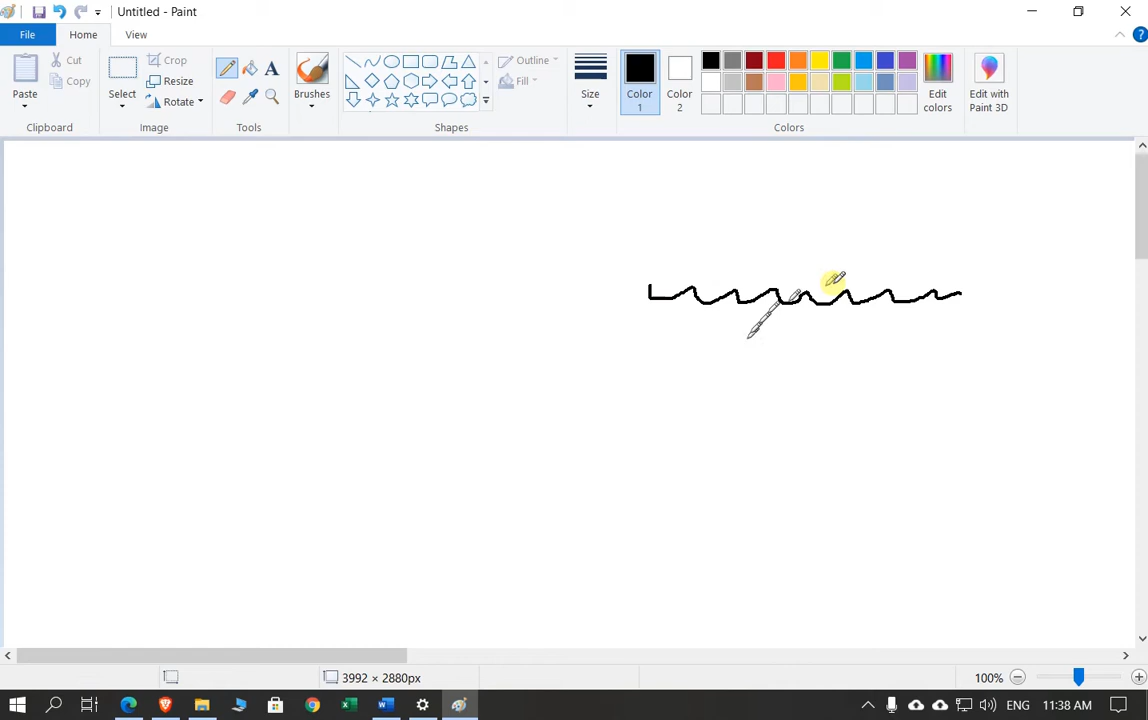 Untitled - Paint
File Home View
Paste
Cut
Copy
Clipboard
Select
Crop
Resize
Rotate
Image
Tools
Brushes
Outline
Fill
Shapes
Size
Color 1
Color 2
Colors
Edit colors
Edit with Paint 3D
3992 × 2880px
100%
ENG 11:38 AM